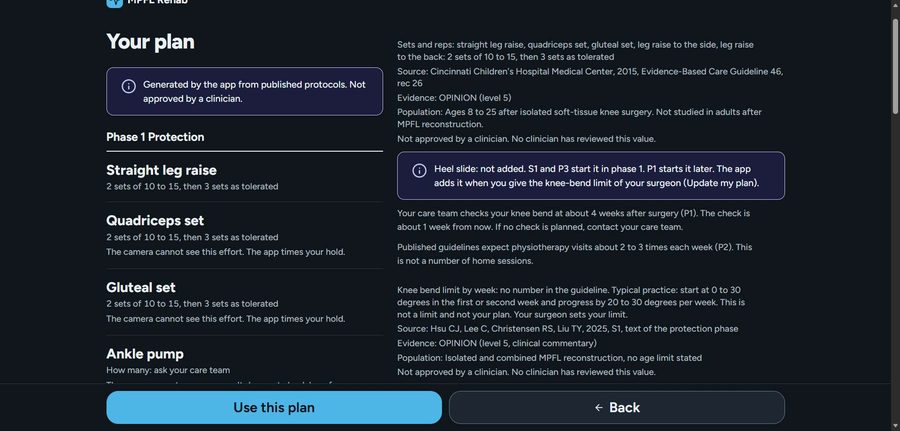 MPFL Rehab
Your plan
Generated by the app from published protocols. Not
approved by a clinician.
Phase 1 Protection
Straight leg raise
2 sets of 10 to 15, then 3 sets as tolerated
Quadriceps set
2 sets of 10 to 15, then 3 sets as tolerated
The camera cannot see this effort. The app times your hold.
Gluteal set
2 sets of 10 to 15, then 3 sets as tolerated
The camera cannot see this effort. The app times your hold.
Ankle pump
How many: ask your care team
Sets and reps: straight leg raise, quadriceps set, gluteal set, leg raise to the side, leg raise
to the back: 2 sets of 10 to 15, then 3 sets as tolerated
Source: Cincinnati Children's Hospital Medical Center, 2015, Evidence-Based Care Guideline 46,
rec 26
Evidence: OPINION (level 5)
Population: Ages 8 to 25 after isolated soft-tissue knee surgery. Not studied in adults after
MPFL reconstruction.
Not approved by a clinician. No clinician has reviewed this value.
Heel slide: not added. S1 and P3 start it in phase 1. P1 starts it later. The app
adds it when you give the knee-bend limit of your surgeon (Update my plan).
Your care team checks your knee bend at about 4 weeks after surgery (P1). The check is
about 1 week from now. If no check is planned, contact your care team.
Published guidelines expect physiotherapy visits about 2 to 3 times each week (P2). This
is not a number of home sessions.
Knee bend limit by week: no number in the guideline. Typical practice: start at 0 to 30
degrees in the first or second week and progress by 20 to 30 degrees per week. This is
not a limit and not your plan. Your surgeon sets your limit.
Source: Hsu CJ, Lee C, Christensen RS, Liu TY, 2025, S1, text of the protection phase
Evidence: OPINION (level 5, clinical commentary)
Population: Isolated and combined MPFL reconstruction, no age limit stated
Not approved by a clinician. No clinician has reviewed this value.
Use this plan
← Back